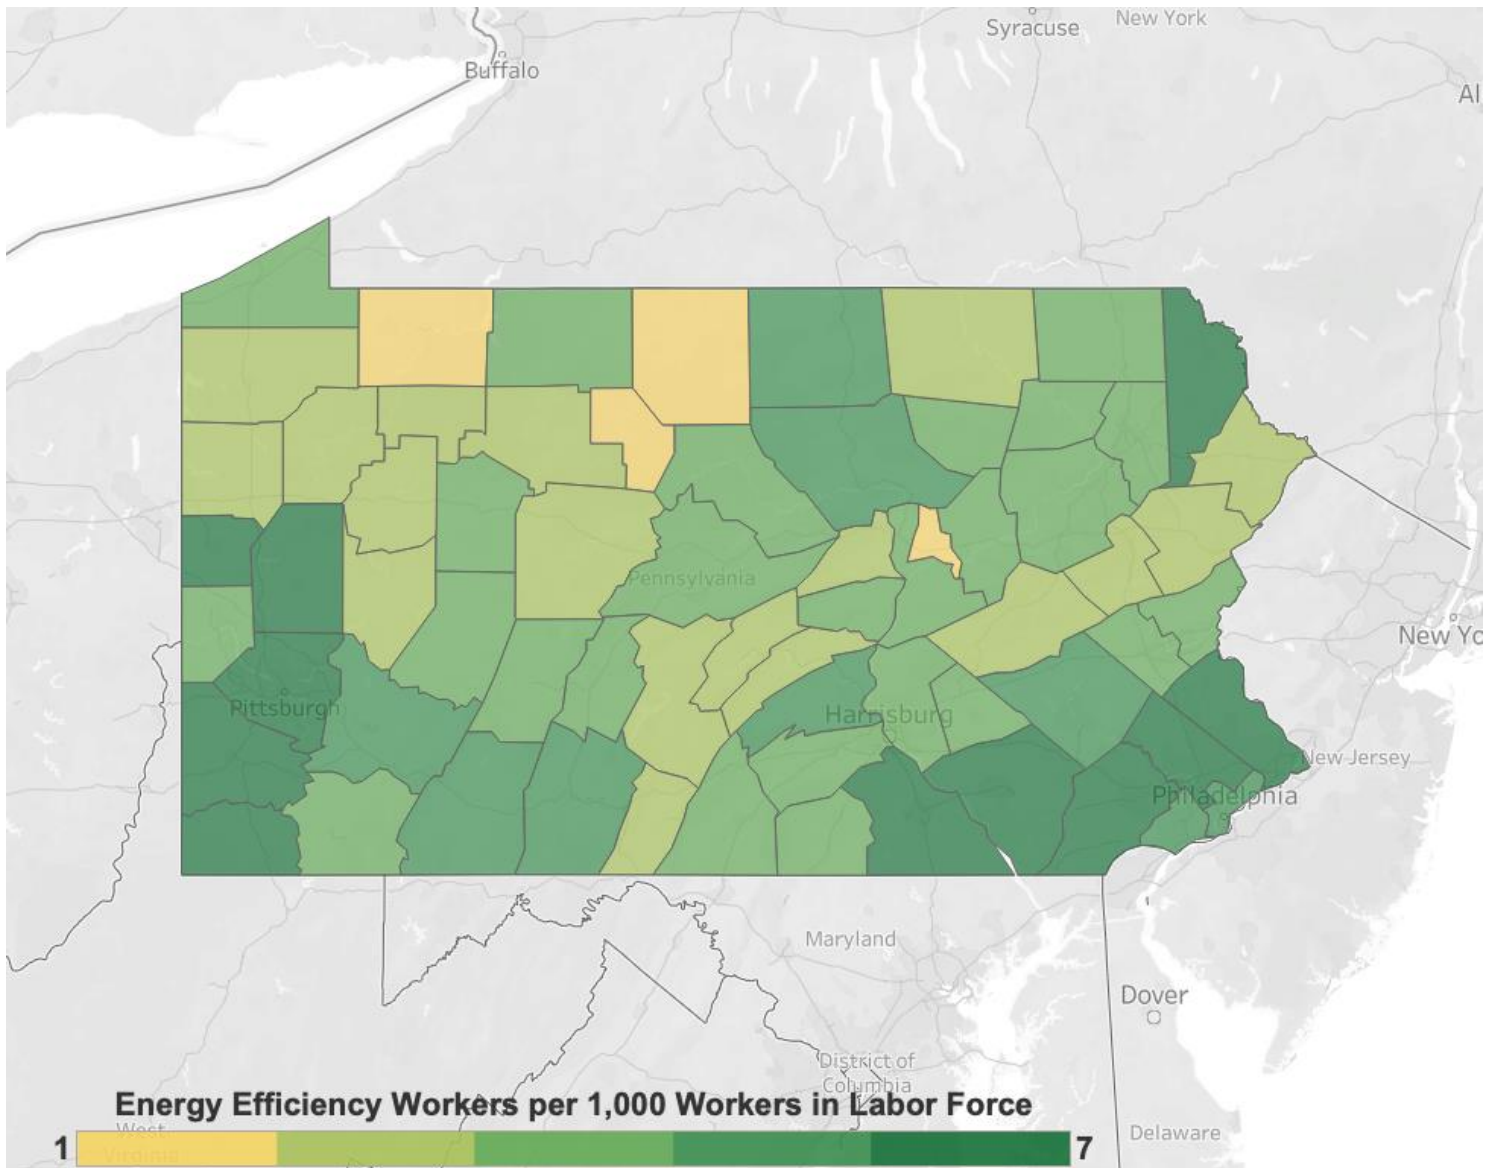 Syracuse
New York
Buffalo
Al
Pennsylvania
New Yo
Pittsburgh
Harrisburg
New Jersey
Philadelphia
Maryland
Dover
District of
Columbia
Energy Efficiency Workers per 1,000 Workers in Labor Force
West
Virginia
Delaware
1
7